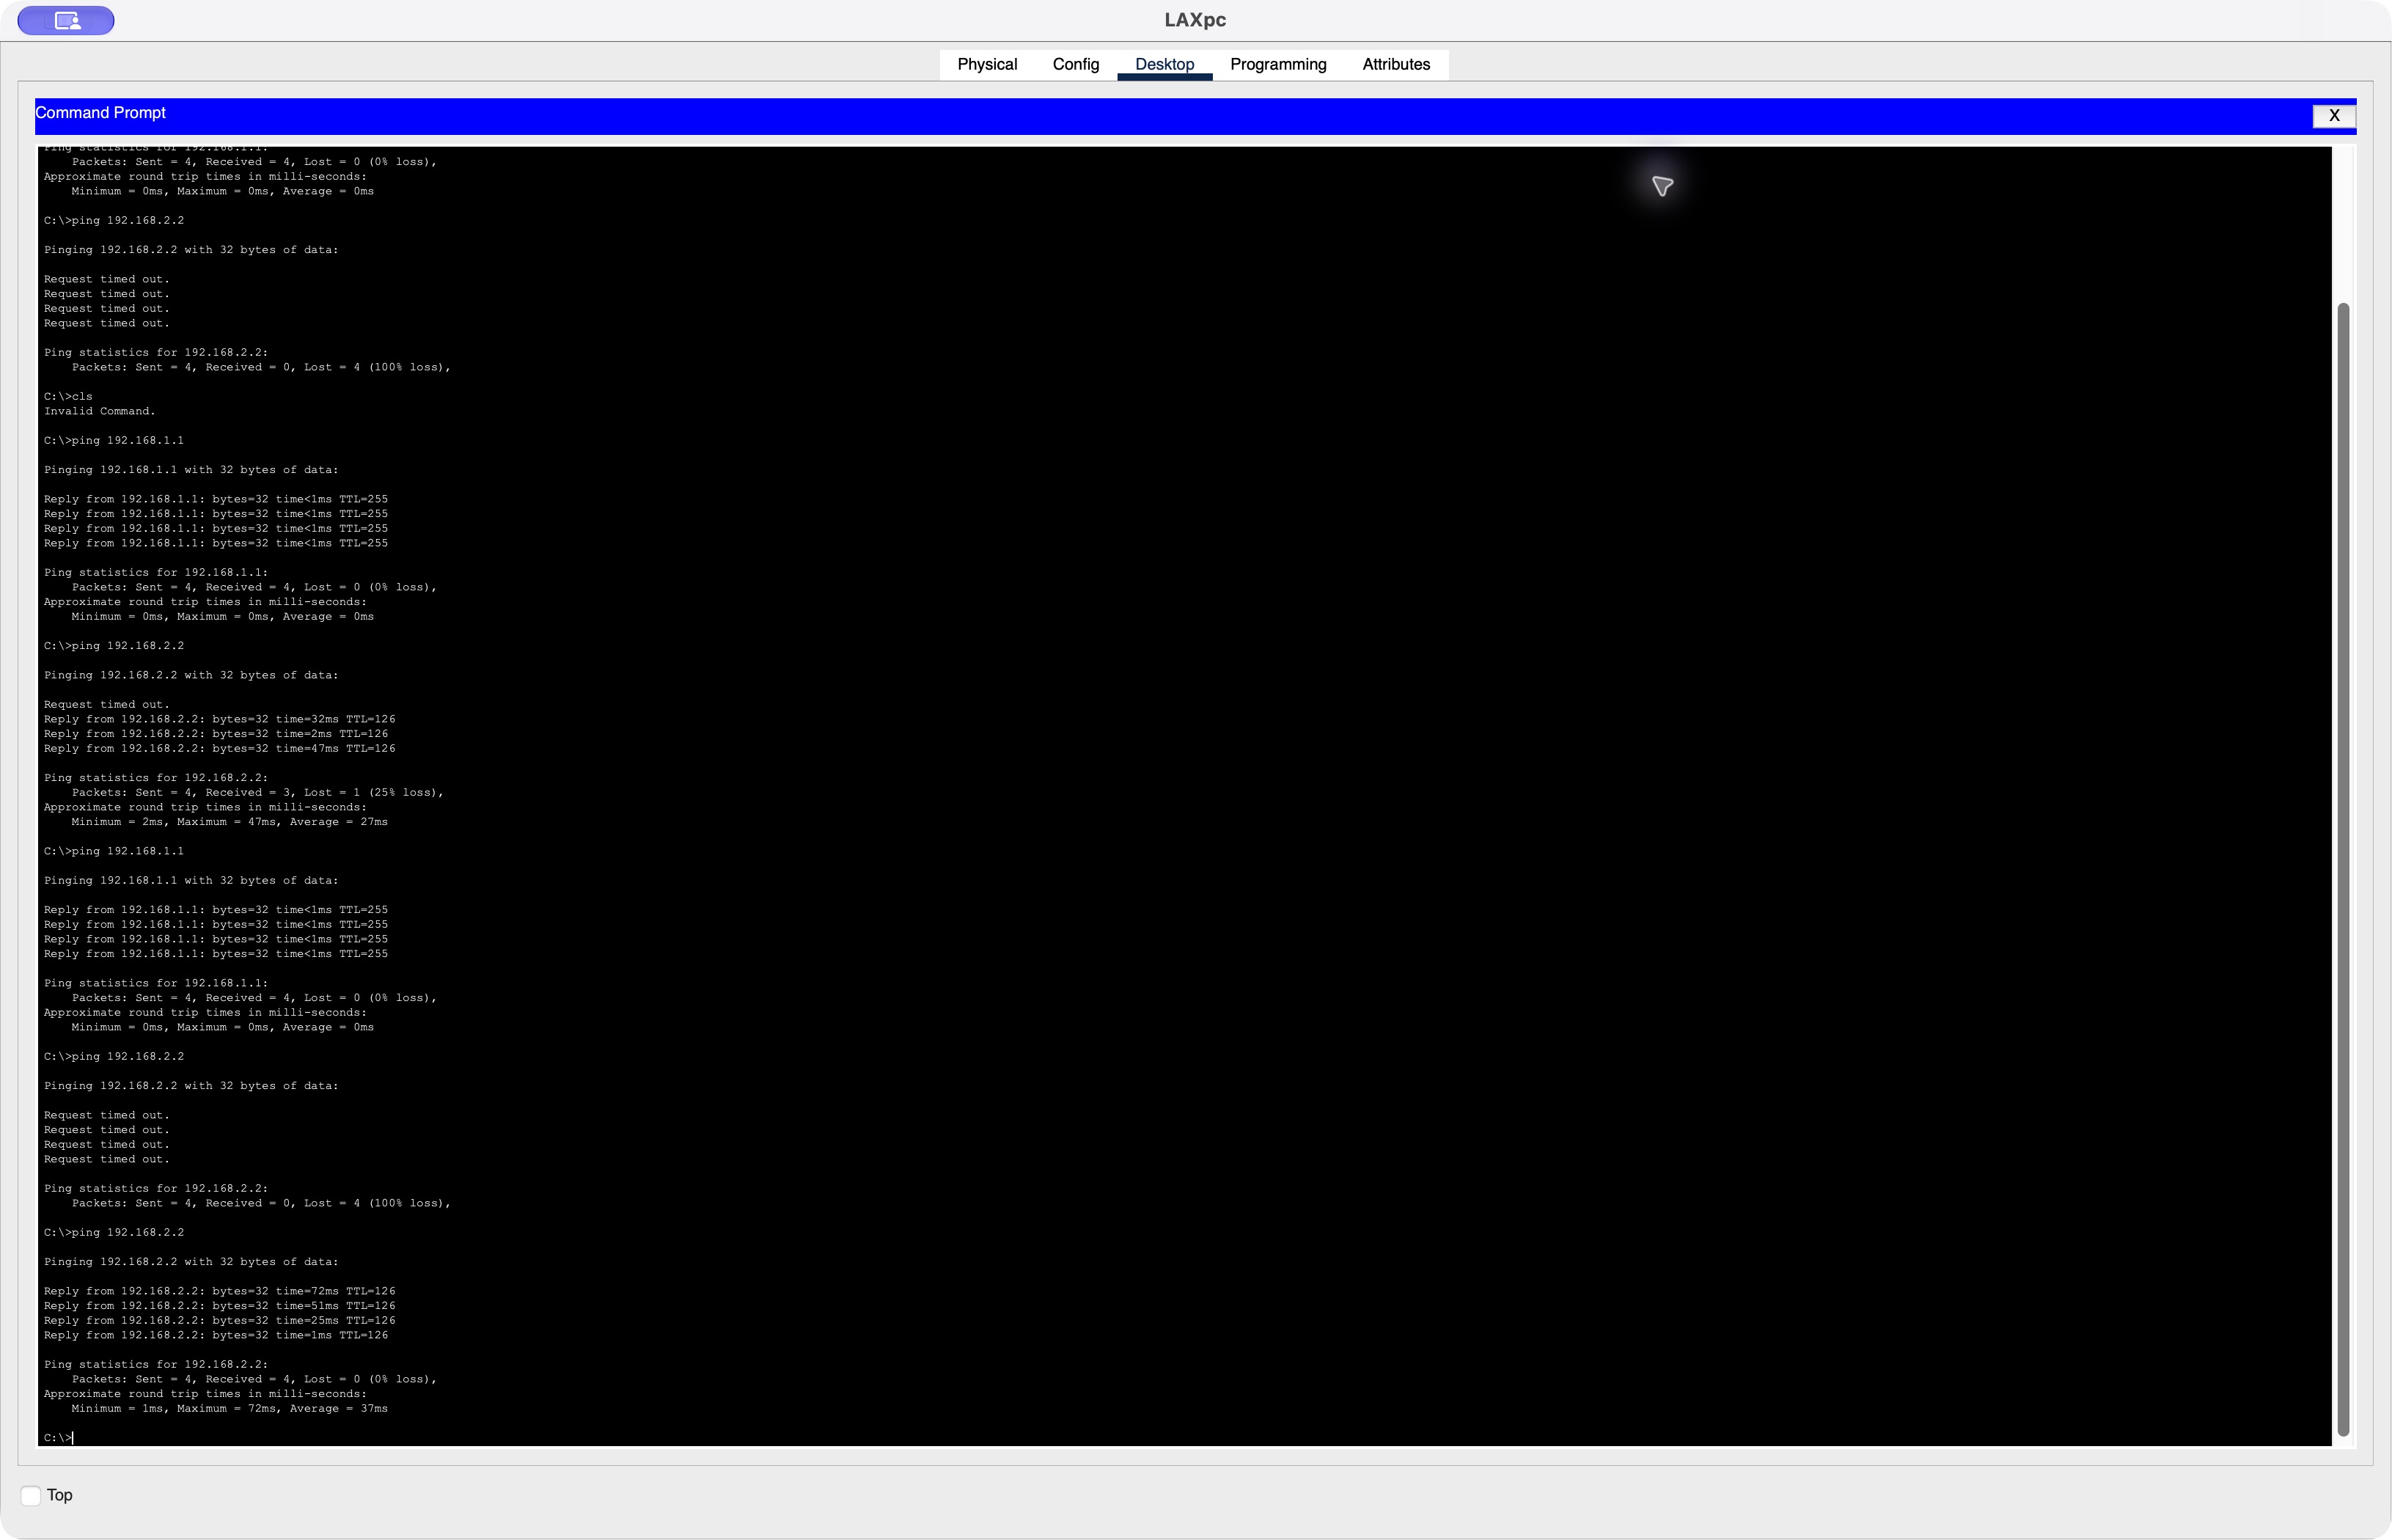 LAXpc
Physical Config Desktop Programming Attributes
Command Prompt X
Ping statistics for 192.168.1.1:
    Packets: Sent = 4, Received = 4, Lost = 0 (0% loss),
Approximate round trip times in milli-seconds:
    Minimum = 0ms, Maximum = 0ms, Average = 0ms
C:\>ping 192.168.2.2
Pinging 192.168.2.2 with 32 bytes of data:
Request timed out.
Request timed out.
Request timed out.
Request timed out.
Ping statistics for 192.168.2.2:
    Packets: Sent = 4, Received = 0, Lost = 4 (100% loss),
C:\>cls
Invalid Command.
C:\>ping 192.168.1.1
Pinging 192.168.1.1 with 32 bytes of data:
Reply from 192.168.1.1: bytes=32 time<1ms TTL=255
Reply from 192.168.1.1: bytes=32 time<1ms TTL=255
Reply from 192.168.1.1: bytes=32 time<1ms TTL=255
Reply from 192.168.1.1: bytes=32 time<1ms TTL=255
Ping statistics for 192.168.1.1:
    Packets: Sent = 4, Received = 4, Lost = 0 (0% loss),
Approximate round trip times in milli-seconds:
    Minimum = 0ms, Maximum = 0ms, Average = 0ms
C:\>ping 192.168.2.2
Pinging 192.168.2.2 with 32 bytes of data:
Request timed out.
Reply from 192.168.2.2: bytes=32 time=32ms TTL=126
Reply from 192.168.2.2: bytes=32 time=2ms TTL=126
Reply from 192.168.2.2: bytes=32 time=47ms TTL=126
Ping statistics for 192.168.2.2:
    Packets: Sent = 4, Received = 3, Lost = 1 (25% loss),
Approximate round trip times in milli-seconds:
    Minimum = 2ms, Maximum = 47ms, Average = 27ms
C:\>ping 192.168.1.1
Pinging 192.168.1.1 with 32 bytes of data:
Reply from 192.168.1.1: bytes=32 time<1ms TTL=255
Reply from 192.168.1.1: bytes=32 time<1ms TTL=255
Reply from 192.168.1.1: bytes=32 time<1ms TTL=255
Reply from 192.168.1.1: bytes=32 time<1ms TTL=255
Ping statistics for 192.168.1.1:
    Packets: Sent = 4, Received = 4, Lost = 0 (0% loss),
Approximate round trip times in milli-seconds:
    Minimum = 0ms, Maximum = 0ms, Average = 0ms
C:\>ping 192.168.2.2
Pinging 192.168.2.2 with 32 bytes of data:
Request timed out.
Request timed out.
Request timed out.
Request timed out.
Ping statistics for 192.168.2.2:
    Packets: Sent = 4, Received = 0, Lost = 4 (100% loss),
C:\>ping 192.168.2.2
Pinging 192.168.2.2 with 32 bytes of data:
Reply from 192.168.2.2: bytes=32 time=72ms TTL=126
Reply from 192.168.2.2: bytes=32 time=51ms TTL=126
Reply from 192.168.2.2: bytes=32 time=25ms TTL=126
Reply from 192.168.2.2: bytes=32 time=1ms TTL=126
Ping statistics for 192.168.2.2:
    Packets: Sent = 4, Received = 4, Lost = 0 (0% loss),
Approximate round trip times in milli-seconds:
    Minimum = 1ms, Maximum = 72ms, Average = 37ms
C:\>
Top